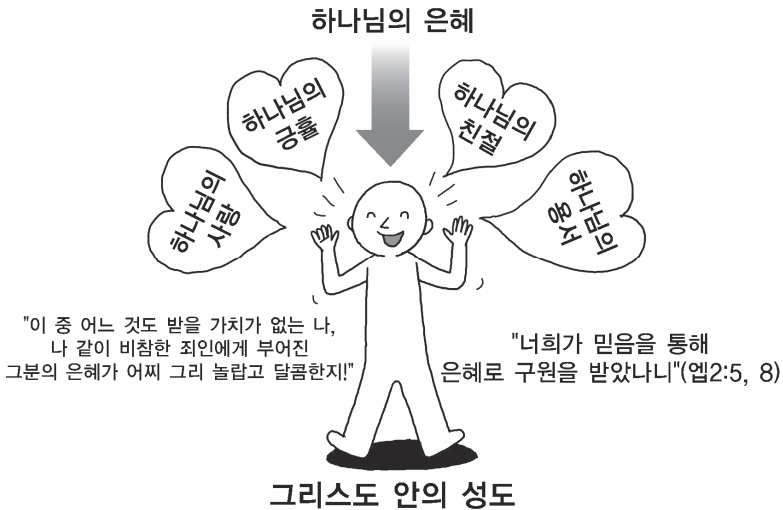 하나님의 은혜
하나님의
긍휼
하나님의
친절
하나님의
사랑
하나님의
용서
"이 중 어느 것도 받을 가치가 없는 나,
나 같이 비참한 죄인에게 부어진
그분의 은혜가 어찌 그리 놀랍고 달콤한지!"
"너희가 믿음을 통해
은혜로 구원을 받았나니"(엡2:5, 8)
그리스도 안의 성도